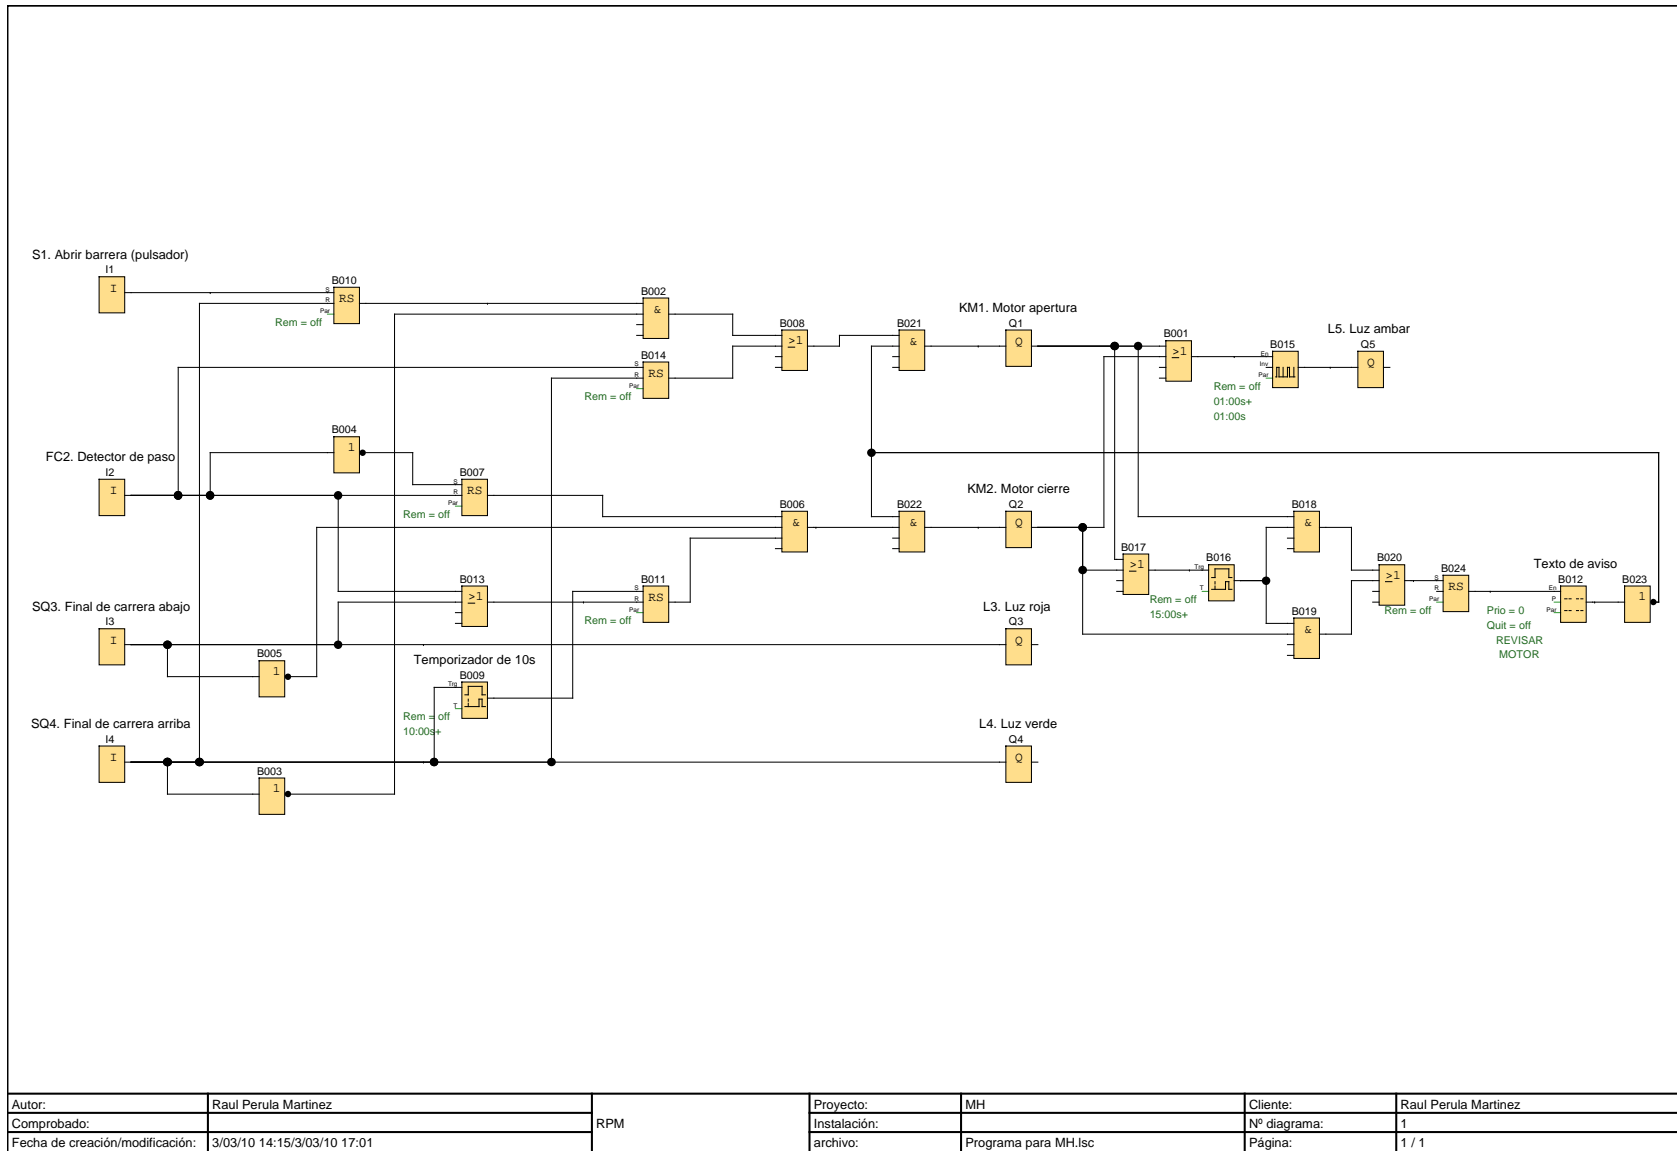 S1. Abrir barrera (pulsador)
I1
I
B010
S
R
Par
RS
Rem = off
B002
&
B008
≥1
B014
S
R
Par
RS
Rem = off
B021
&
KM1. Motor apertura
Q1
Q
B001
≥1
B015
En
Inv
Par
Rem = off
01:00s+
01:00s
L5. Luz ambar
Q5
Q
B004
1
FC2. Detector de paso
I2
I
B007
S
R
Par
RS
Rem = off
B006
&
B022
&
KM2. Motor cierre
Q2
Q
B018
&
B017
≥1
B016
Trg
T
Rem = off
15:00s+
B020
≥1
B024
S
R
Par
RS
Rem = off
Texto de aviso
B012
En
P
Par
Prio = 0
Quit = off
REVISAR
MOTOR
B023
1
B013
≥1
B011
S
R
Par
RS
Rem = off
SQ3. Final de carrera abajo
I3
I
L3. Luz roja
Q3
Q
B019
&
B005
1
Temporizador de 10s
B009
Trg
T
Rem = off
10:00s+
SQ4. Final de carrera arriba
I4
I
L4. Luz verde
Q4
Q
B003
1
Autor: Raul Perula Martinez RPM Proyecto: MH Cliente: Raul Perula Martinez
Comprobado: Instalación: Nº diagrama: 1
Fecha de creación/modificación: 3/03/10 14:15/3/03/10 17:01 archivo: Programa para MH.lsc Página: 1 / 1